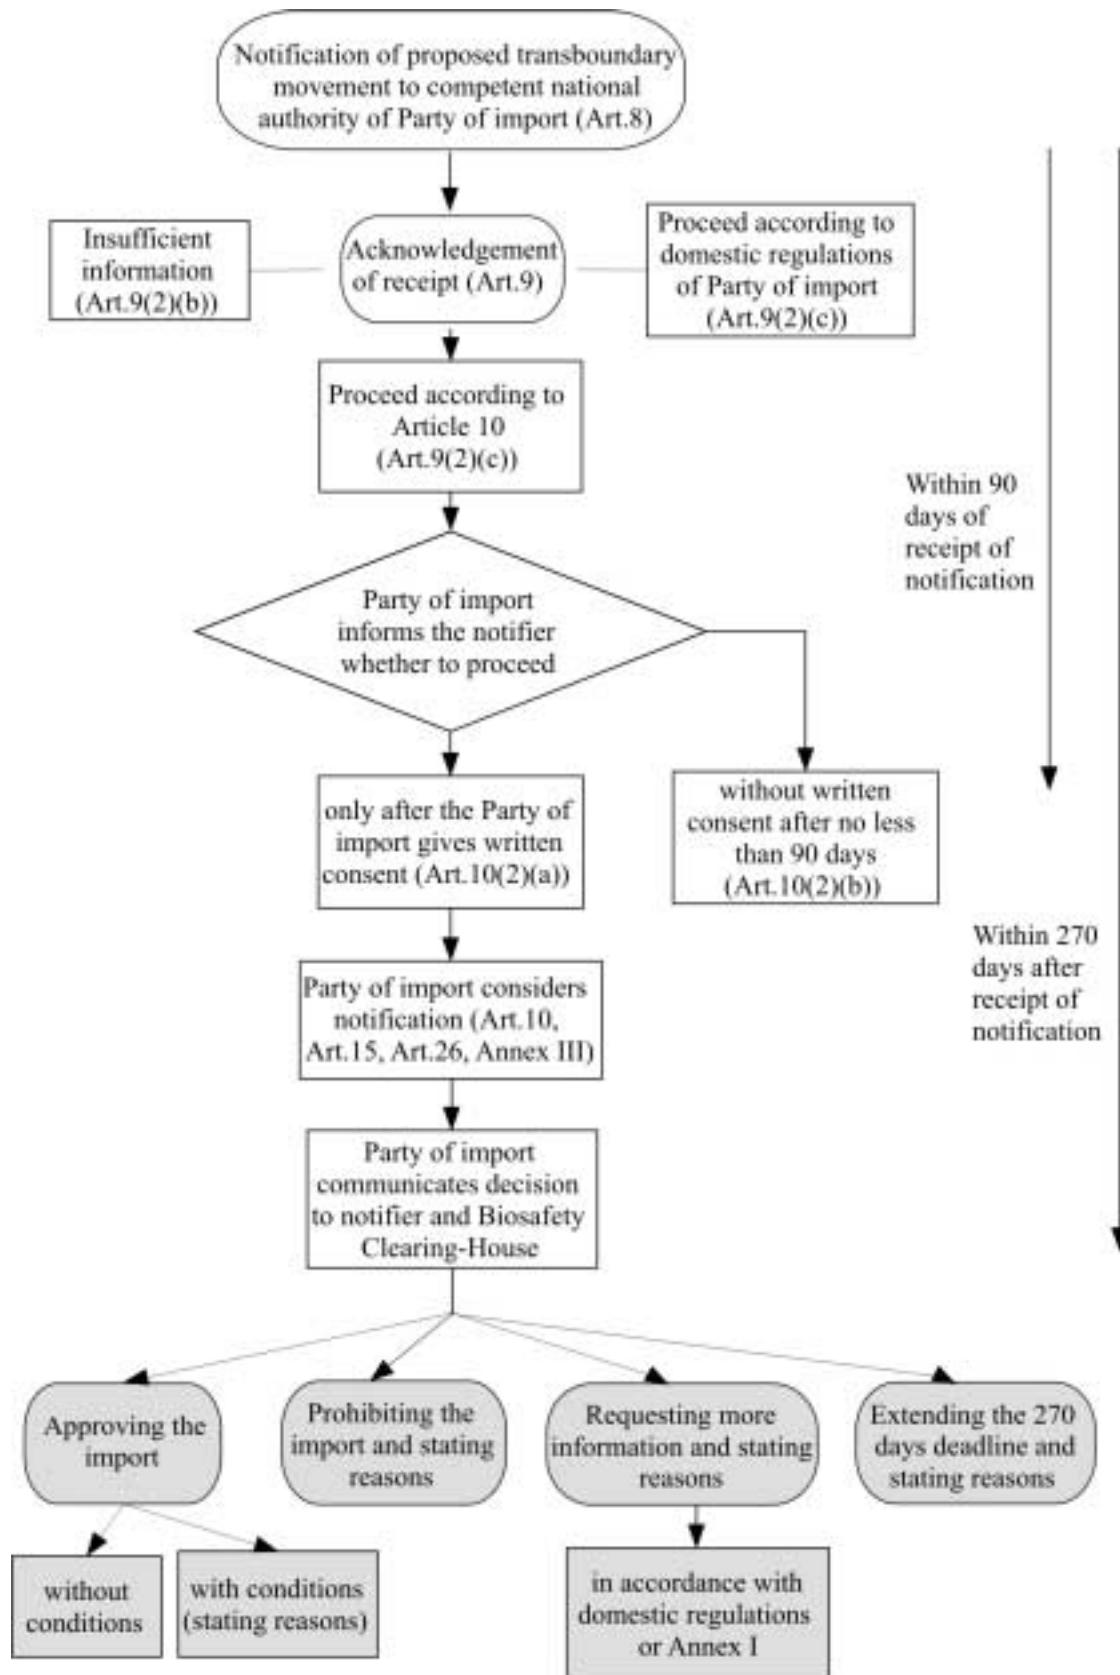 Notification of proposed transboundary
movement to competent national
authority of Party of import (Art.8)
Insufficient
information
(Art.9(2)(b))
Acknowledgement
of receipt (Art.9)
Proceed according to
domestic regulations
of Party of import
(Art.9(2)(c))
Proceed according to
Article 10
(Art.9(2)(c))
Within 90
days of
receipt of
notification
Party of import
informs the notifier
whether to proceed
only after the Party of
import gives written
consent (Art.10(2)(a))
without written
consent after no less
than 90 days
(Art.10(2)(b))
Within 270
days after
receipt of
notification
Party of import considers
notification (Art.10,
Art.15, Art.26, Annex III)
Party of import
communicates decision
to notifier and Biosafety
Clearing-House
Approving the
import
Prohibiting the
import and stating
reasons
Requesting more
information and stating
reasons
Extending the 270
days deadline and
stating reasons
without
conditions
with conditions
(stating reasons)
in accordance with
domestic regulations
or Annex I